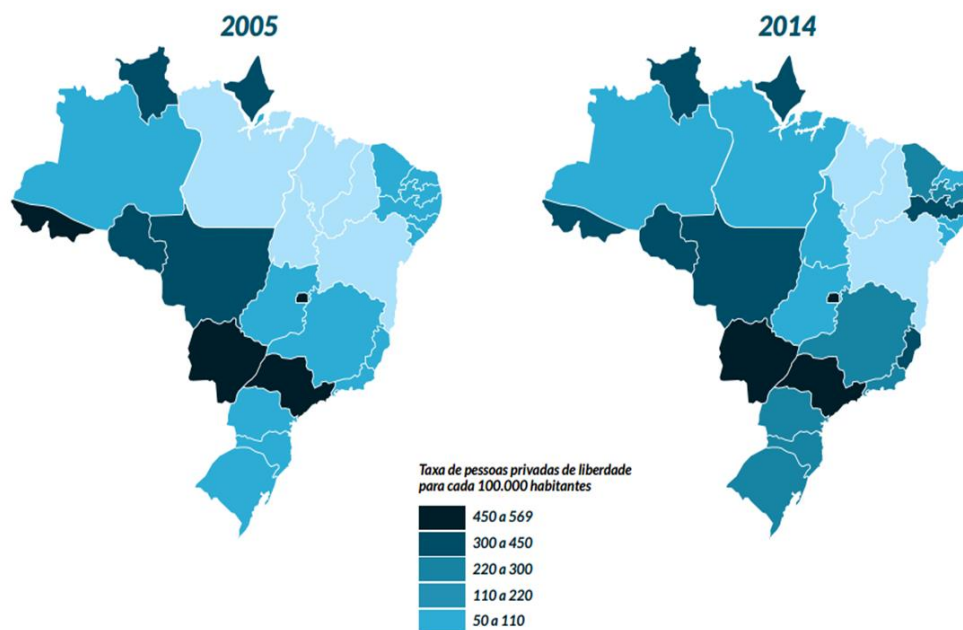 2005
2014
Taxa de pessoas privadas de liberdade
para cada 100.000 habitantes
450 a 569
300 a 450
220 a 300
110 a 220
50 a 110